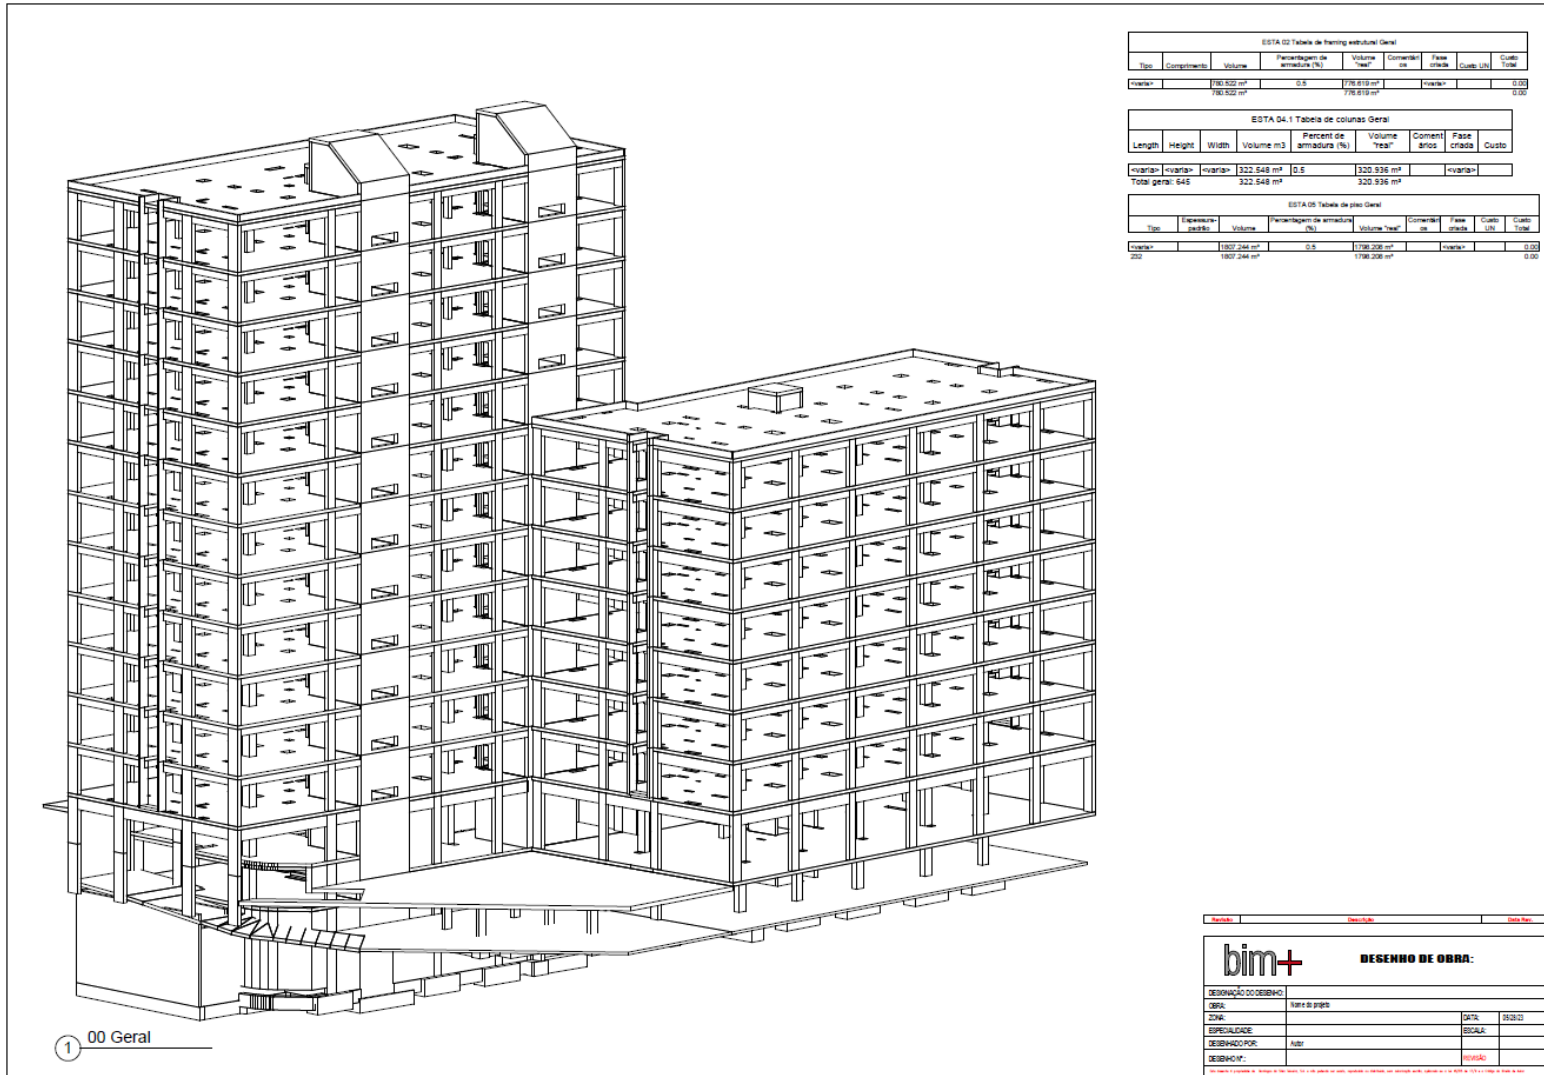 ESTA 02 Tabela de framing estrutural Geral
Tipo Comprimento Volume Percentagem de armadura (%) Volume "real" Comentári os Fase criada Custo UN Custo Total
<varia> 780.522 m³ 0.5 776.619 m³ <varia> 0.00
780.522 m³ 776.619 m³ 0.00
ESTA 04.1 Tabela de colunas Geral
Length Height Width Volume m3 Percent de armadura (%) Volume "real" Coment ários Fase criada Custo
<varia> <varia> <varia> 322.548 m³ 0.5 320.936 m³ <varia>
Total geral: 645 322.548 m³ 320.936 m³
ESTA 05 Tabela de piso Geral
Tipo Espessura-padrão Volume Percentagem de armadura (%) Volume "real" Comentári os Fase criada Custo UN Custo Total
<varia> 1807.244 m³ 0.5 1798.208 m³ <varia> 0.00
232 1807.244 m³ 1798.208 m³ 0.00
1 00 Geral
Revisão Descrição Data Rev.
bim+ DESENHO DE OBRA:
DESIGNAÇÃO DO DESENHO:
OBRA: Nome do projeto
ZONA: DATA:
ESPECIALIDADE: ESCALA:
DESENHADO POR: Autor
DESENHO Nº.: REVISÃO